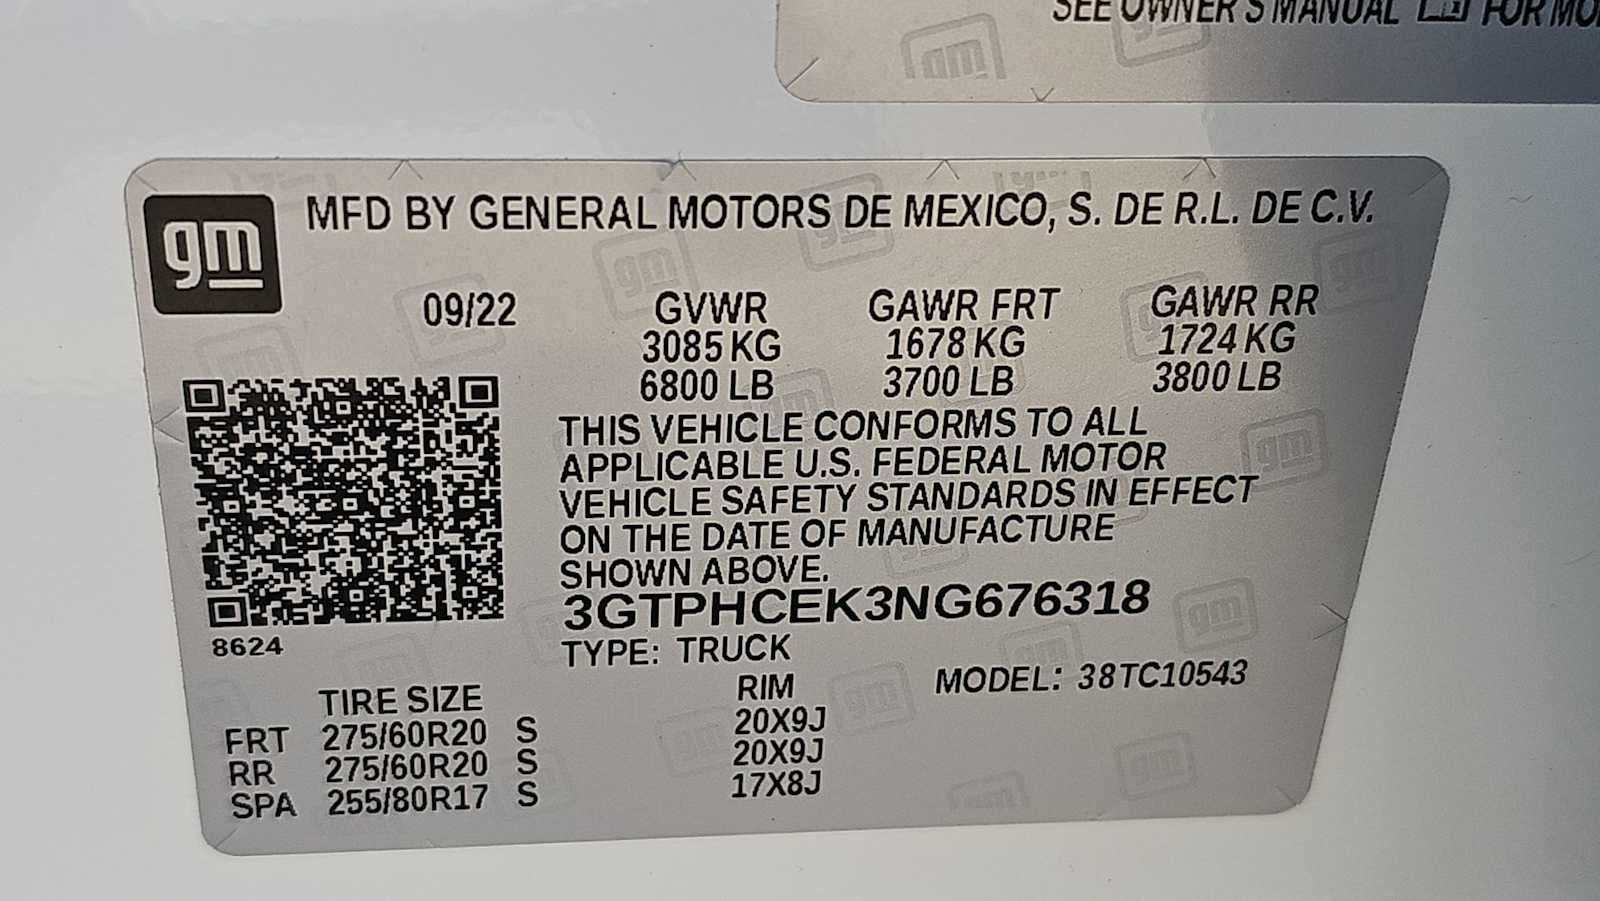 SEE OWNER'S MANUAL FOR
gm
MFD BY GENERAL MOTORS DE MEXICO, S. DE R.L. DE C.V.
09/22 GVWR GAWR FRT GAWR RR
3085 KG 1678 KG 1724 KG
6800 LB 3700 LB 3800 LB
THIS VEHICLE CONFORMS TO ALL
APPLICABLE U.S. FEDERAL MOTOR
VEHICLE SAFETY STANDARDS IN EFFECT
ON THE DATE OF MANUFACTURE
SHOWN ABOVE.
3GTPHCEK3NG676318
8624
TYPE: TRUCK
TIRE SIZE RIM MODEL: 38TC10543
FRT 275/60R20 S 20X9J
RR 275/60R20 S 20X9J
SPA 255/80R17 S 17X8J